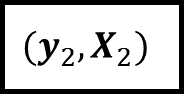 (𝒚₂, 𝑿₂)